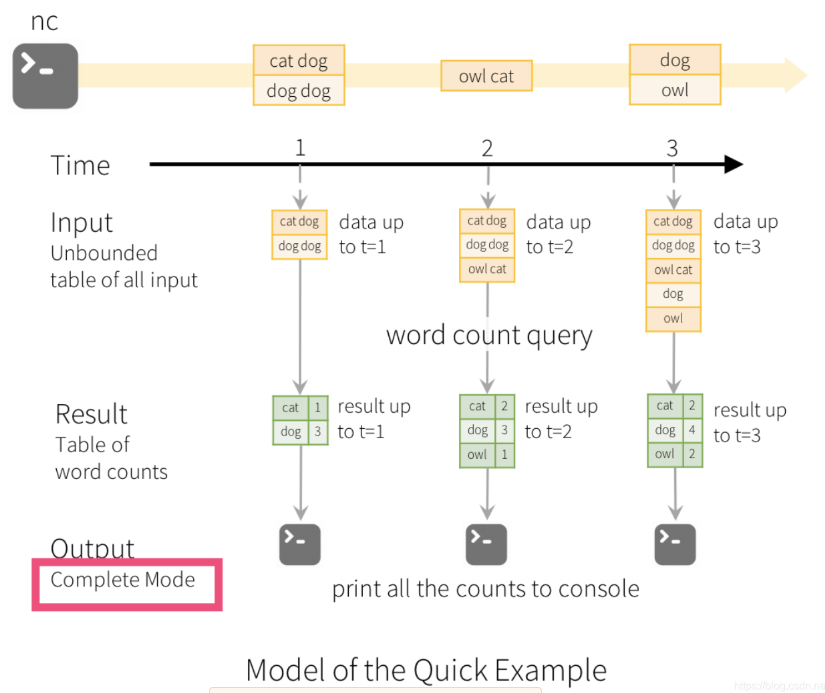 nc
cat dog
dog dog
owl cat
dog
owl
Time
1
2
3
Input
Unbounded
table of all input
cat dog
dog dog
data up
to t=1
cat dog
dog dog
owl cat
data up
to t=2
cat dog
dog dog
owl cat
dog
owl
data up
to t=3
word count query
Result
Table of
word counts
cat 1
dog 3
result up
to t=1
cat 2
dog 3
owl 1
result up
to t=2
cat 2
dog 4
owl 2
result up
to t=3
Output
Complete Mode
print all the counts to console
Model of the Quick Example
https://blog.csdn.ne